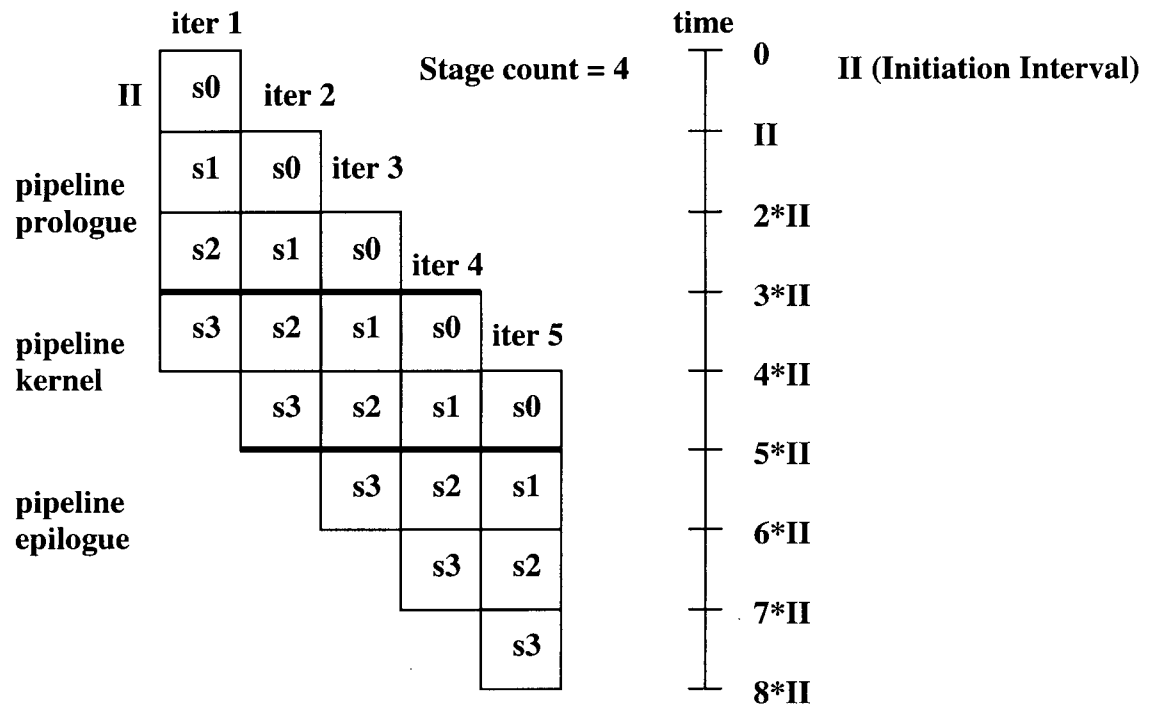 iter 1
time
0
Stage count = 4
II (Initiation Interval)
II
s0
iter 2
II
s1
s0
iter 3
pipeline
prologue
2*II
s2
s1
s0
iter 4
3*II
s3
s2
s1
s0
iter 5
pipeline
kernel
4*II
s3
s2
s1
s0
5*II
s3
s2
s1
pipeline
epilogue
6*II
s3
s2
7*II
s3
8*II